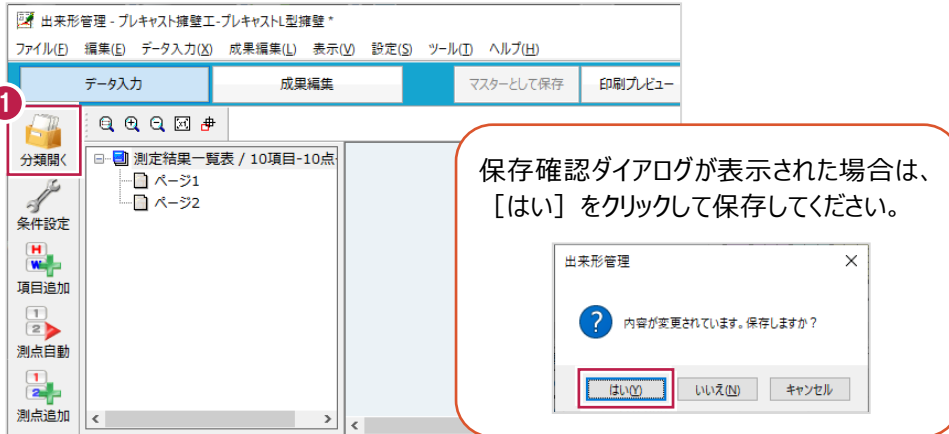 出来形管理 - プレキャスト擁壁工-プレキャストL型擁壁 *
ファイル(F) 編集(E) データ入力(X) 成果編集(L) 表示(V) 設定(S) ツール(T) ヘルプ(H)
データ入力 成果編集 マスターとして保存 印刷プレビュー
1
分類開く
条件設定
項目追加
測点自動
測点追加
測定結果一覧表 / 10項目-10点
ページ1
ページ2
保存確認ダイアログが表示された場合は、
［はい］をクリックして保存してください。
出来形管理
内容が変更されています。保存しますか？
はい(Y) いいえ(N) キャンセル